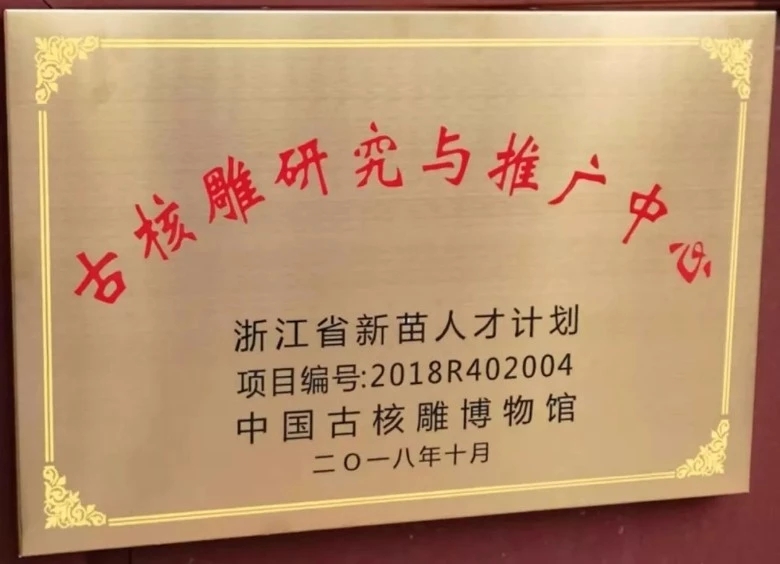 古核雕研究与推广中心
浙江省新苗人才计划
项目编号:2018R402004
中国古核雕博物馆
二〇一八年十月